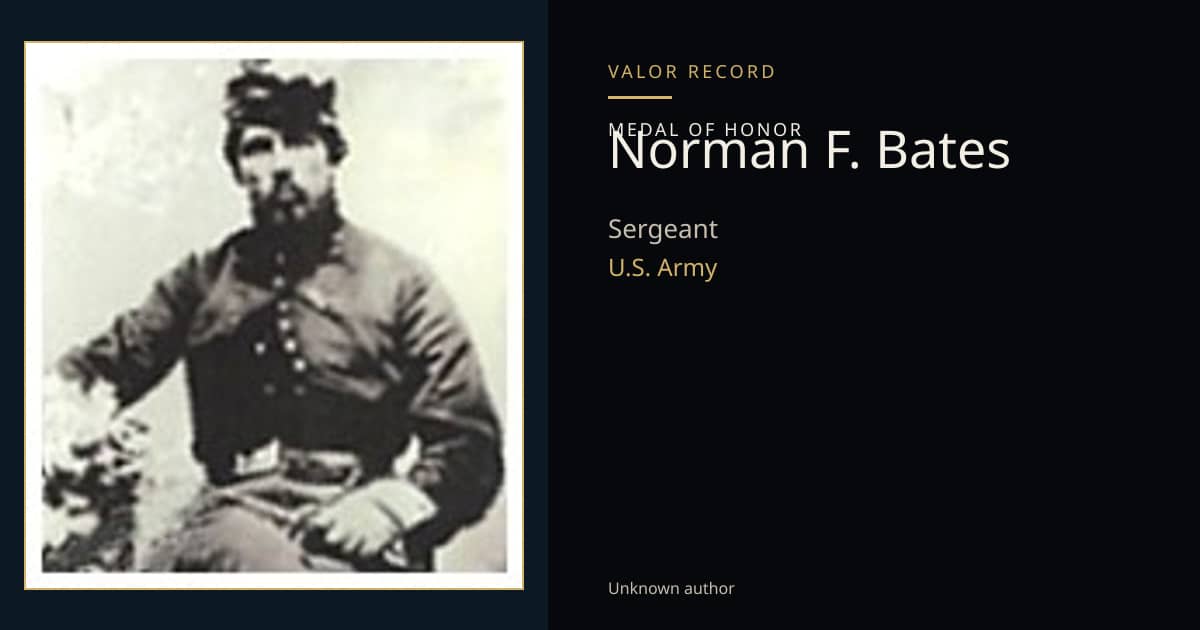 VALOR RECORD
MEDAL OF HONOR
Norman F. Bates
Sergeant
U.S. Army
Unknown author